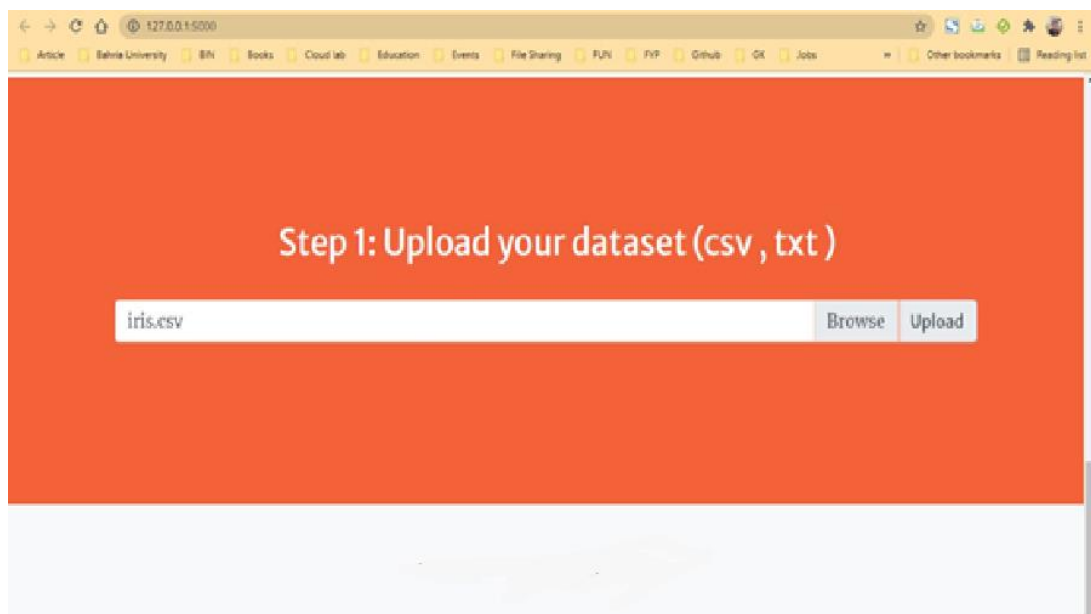 127.0.0.1:5000
Article Bahria University BIN Books Cloud lab Education Events File Sharing FUN FYP Github GK Jobs » Other bookmarks Reading list
Step 1: Upload your dataset (csv , txt )
iris.csv Browse Upload